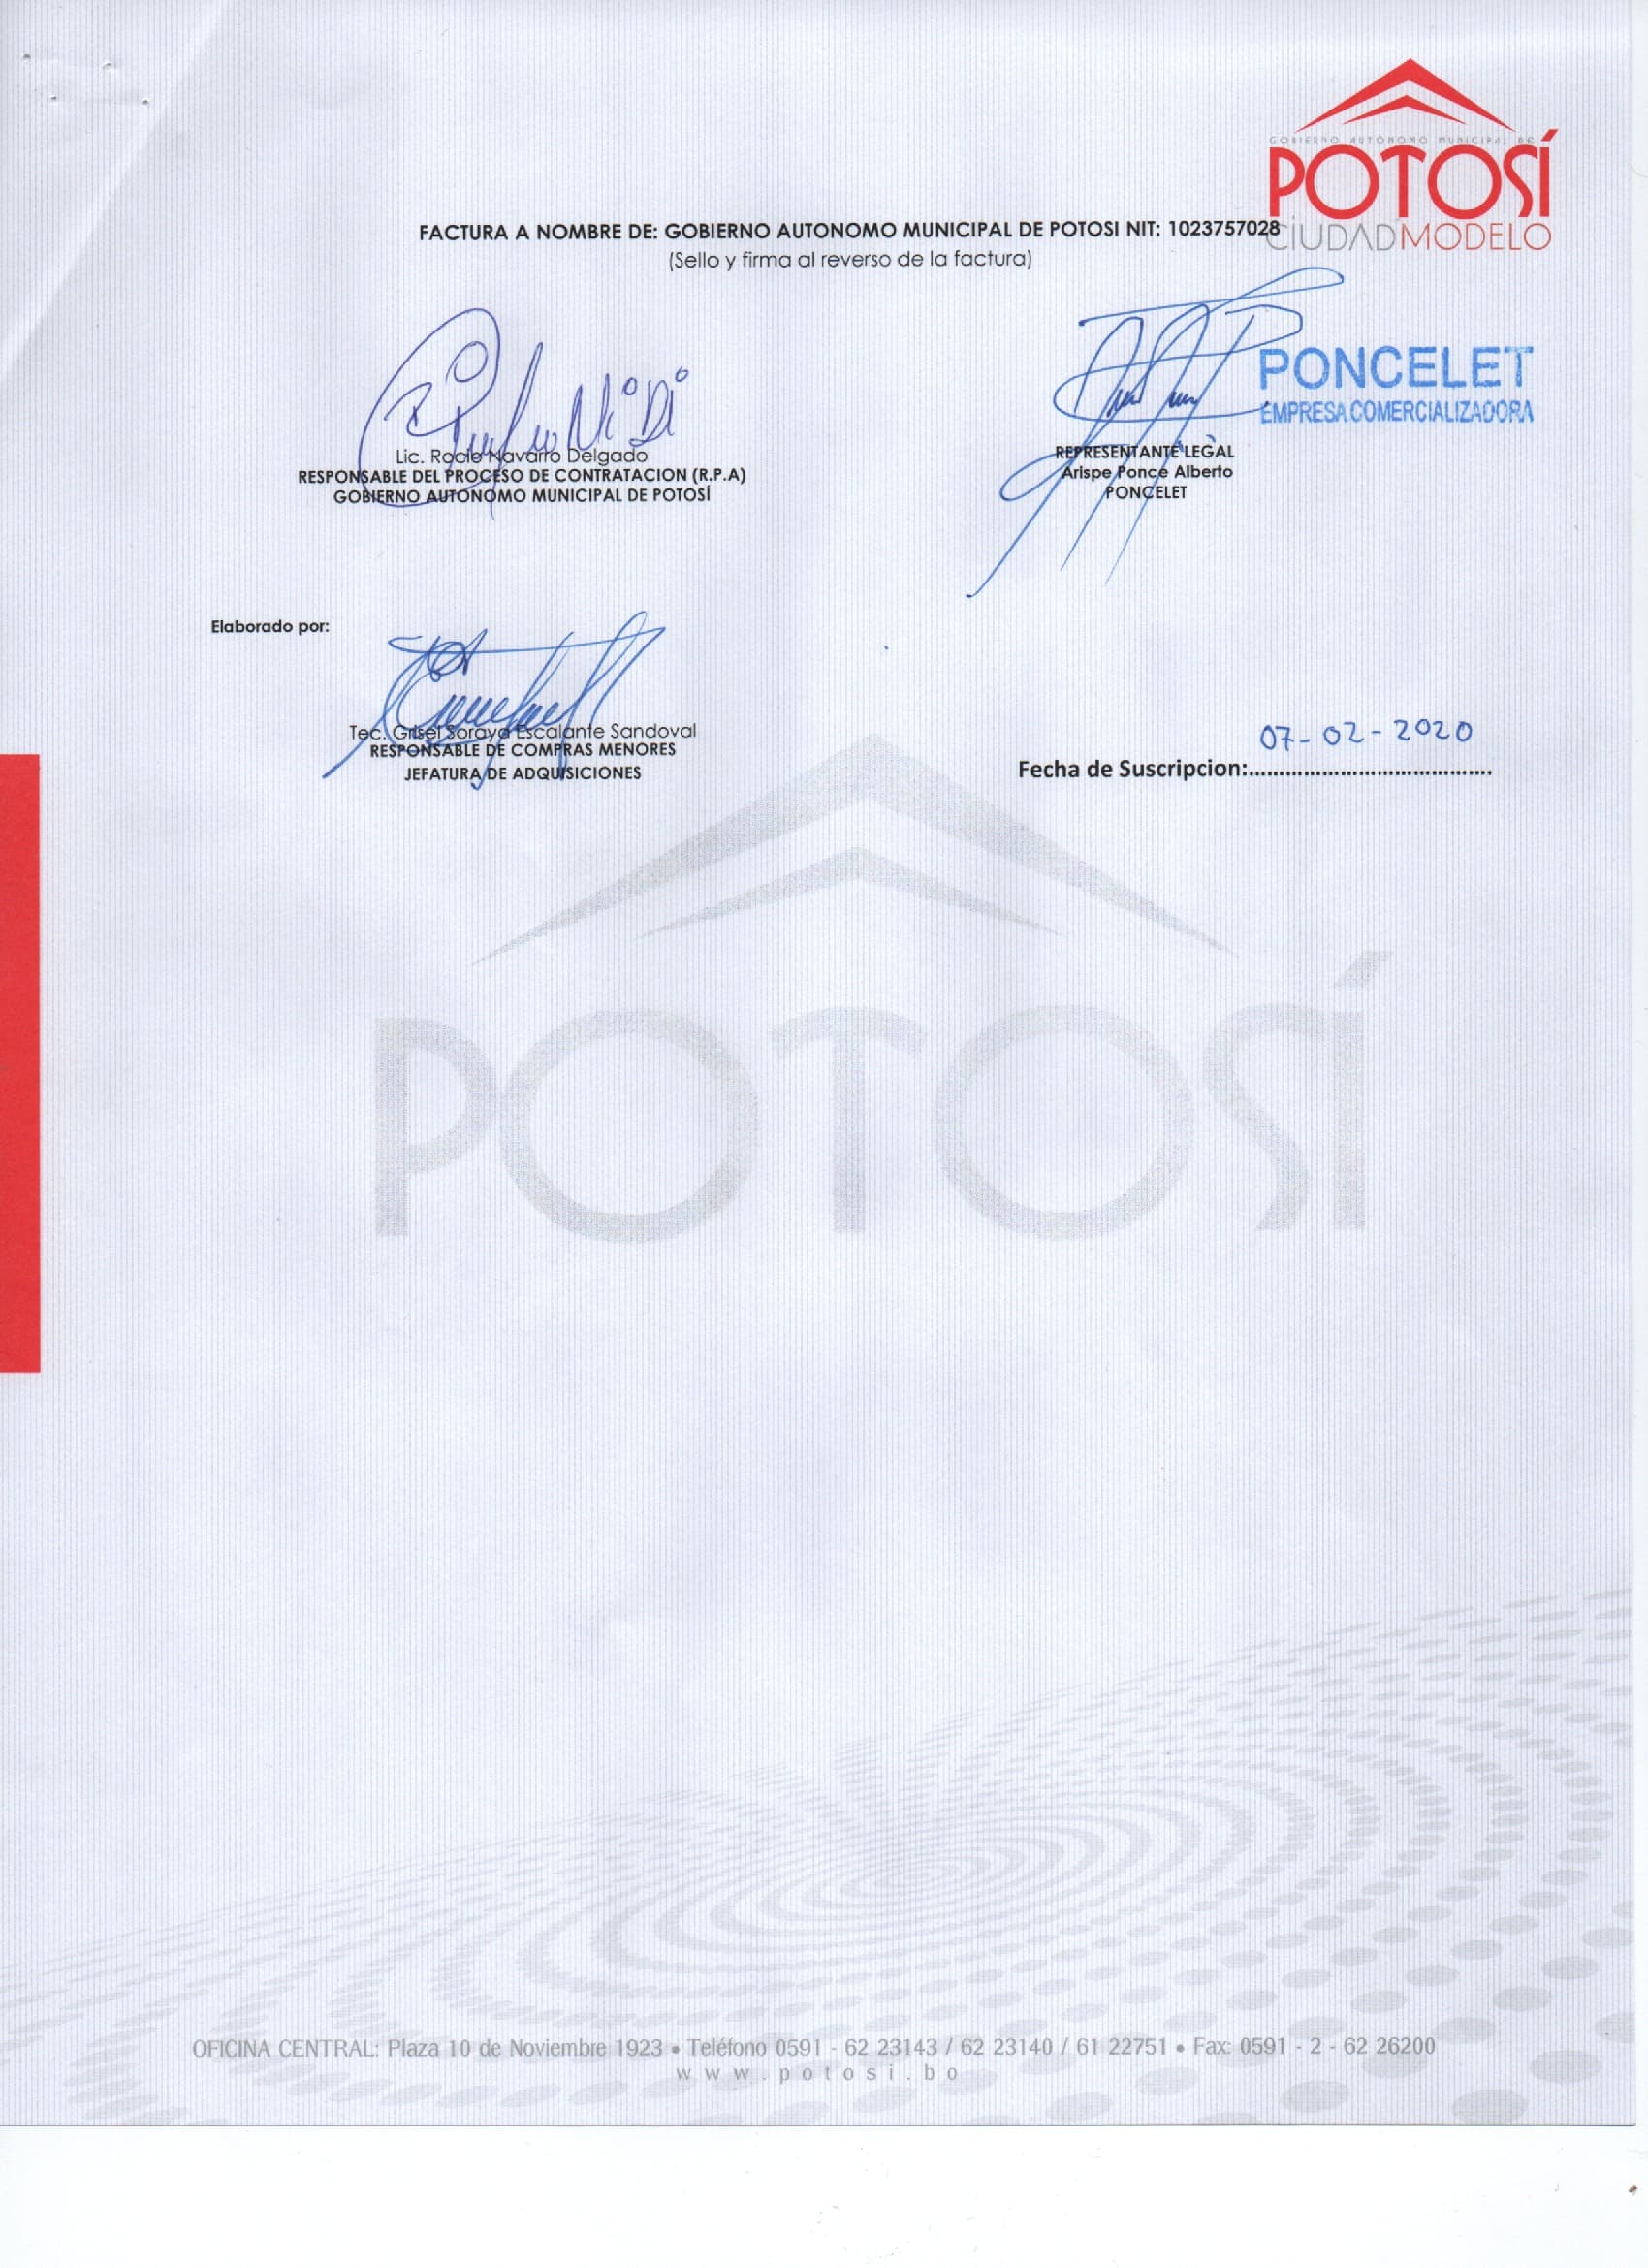 GOBIERNO AUTÓNOMO MUNICIPAL DE
POTOSÍ
CIUDADMODELO
FACTURA A NOMBRE DE: GOBIERNO AUTONOMO MUNICIPAL DE POTOSI NIT: 1023757028
(Sello y firma al reverso de la factura)
PONCELET
EMPRESA COMERCIALIZADORA
Lic. Rocio Navarro Delgado
RESPONSABLE DEL PROCESO DE CONTRATACION (R.P.A)
GOBIERNO AUTONOMO MUNICIPAL DE POTOSÍ
REPRESENTANTE LEGAL
Arispe Ponce Alberto
PONCELET
Elaborado por:
Tec. Grisel Soraya Escalante Sandoval
RESPONSABLE DE COMPRAS MENORES
JEFATURA DE ADQUISICIONES
07-02-2020
Fecha de Suscripcion:........................................
POTOSÍ
OFICINA CENTRAL: Plaza 10 de Noviembre 1923 • Teléfono 0591 - 62 23143 / 62 23140 / 61 22751 • Fax: 0591 - 2 - 62 26200
www.potosi.bo